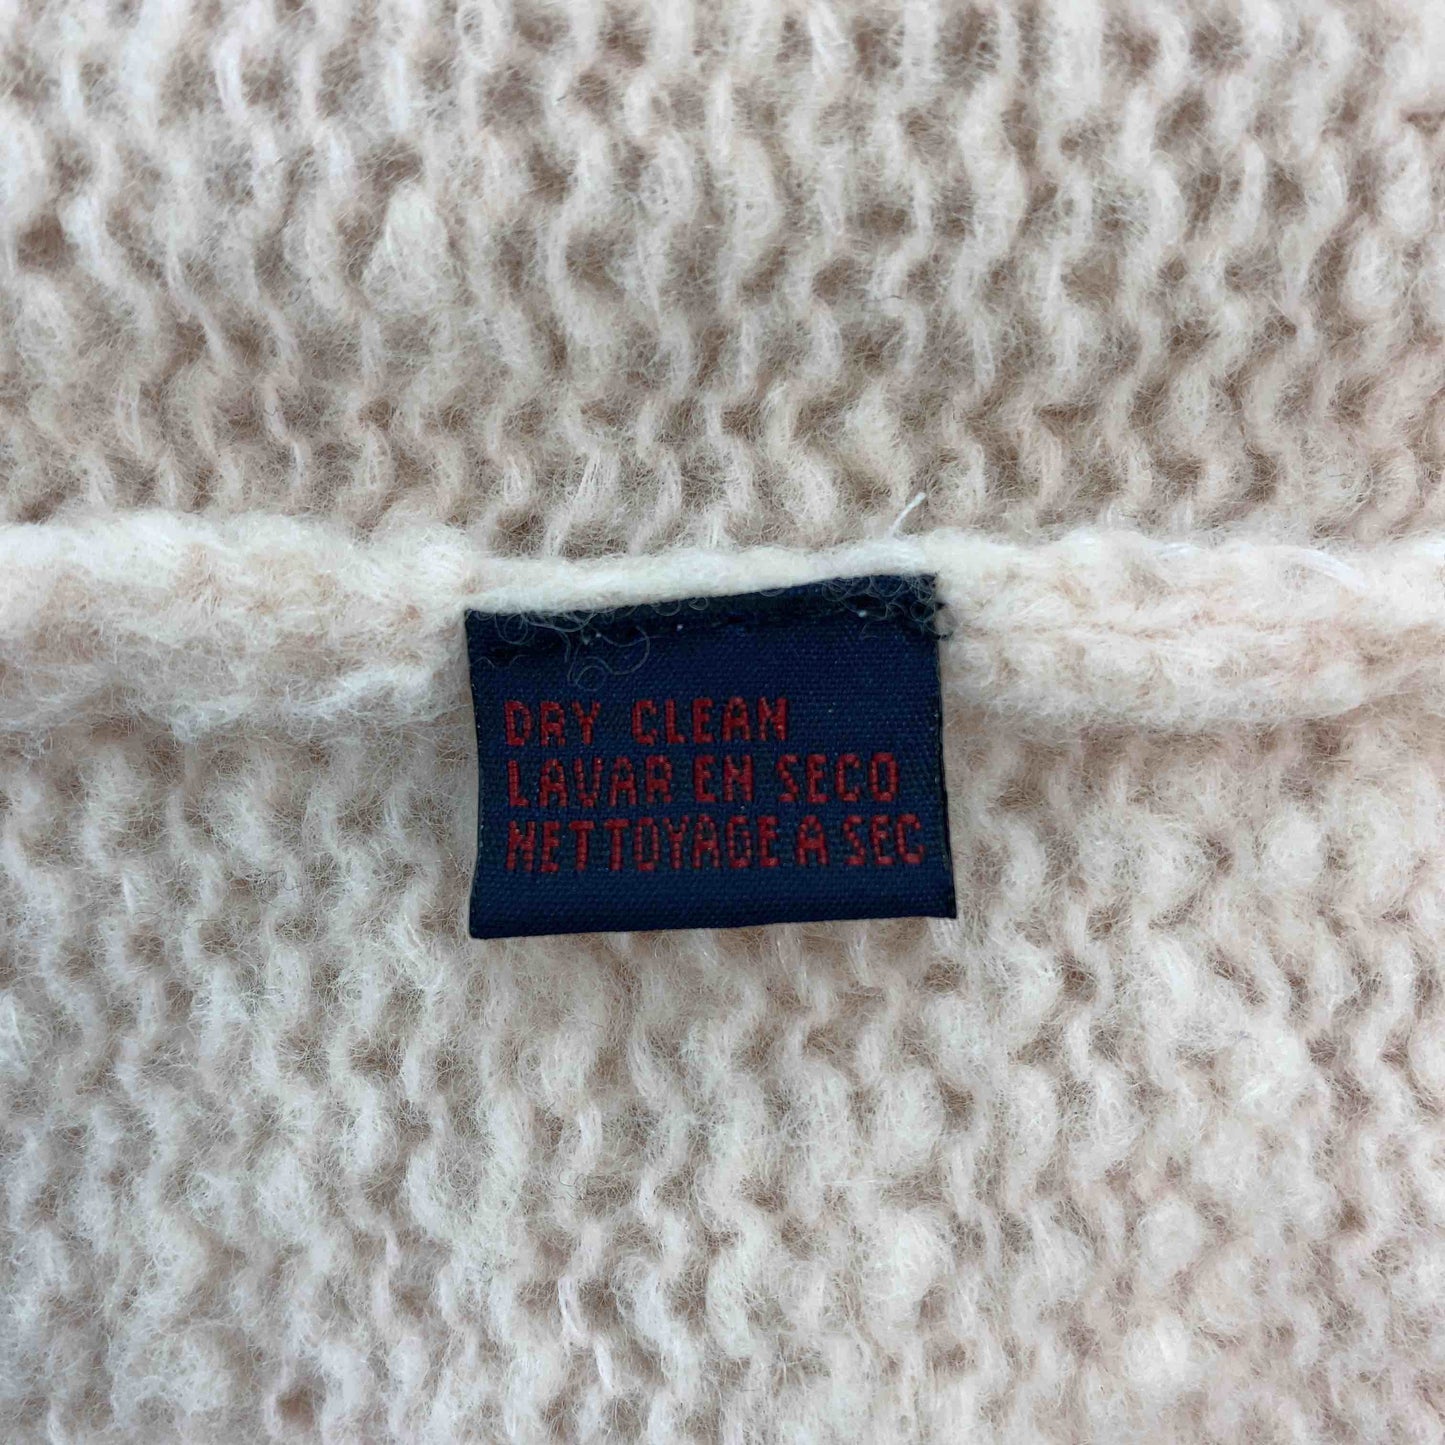 DRY CLEAN
LAVAR EN SECO
NETTOYAGE A SEC